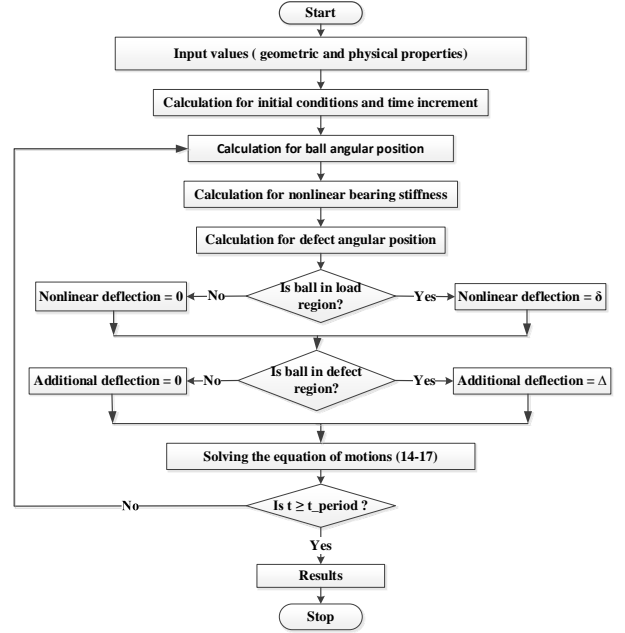 Start
Input values ( geometric and physical properties)
Calculation for initial conditions and time increment
Calculation for ball angular position
Calculation for nonlinear bearing stiffness
Calculation for defect angular position
Is ball in load
region?
No
Yes
Nonlinear deflection = 0
Nonlinear deflection = δ
Is ball in defect
region?
No
Yes
Additional deflection = 0
Additional deflection = Δ
Solving the equation of motions (14-17)
Is t ≥ t_period ?
No
Yes
Results
Stop